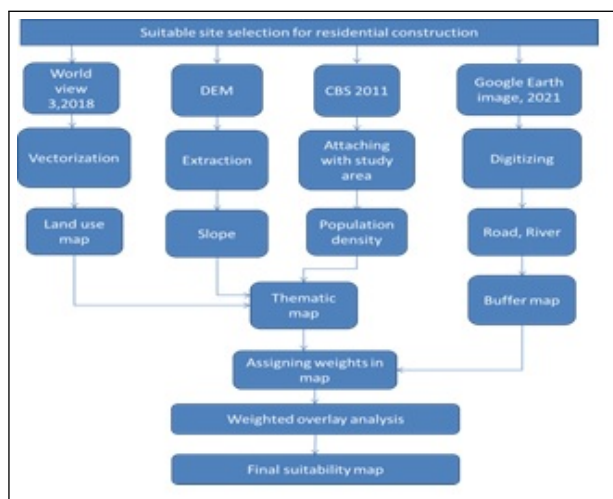 Suitable site selection for residential construction
World
view
3,2018
DEM
CBS 2011
Google Earth
image, 2021
Vectorization
Extraction
Attaching
with study
area
Digitizing
Land use
map
Slope
Population
density
Road, River
Thematic
map
Buffer map
Assigning weights in
map
Weighted overlay analysis
Final suitability map